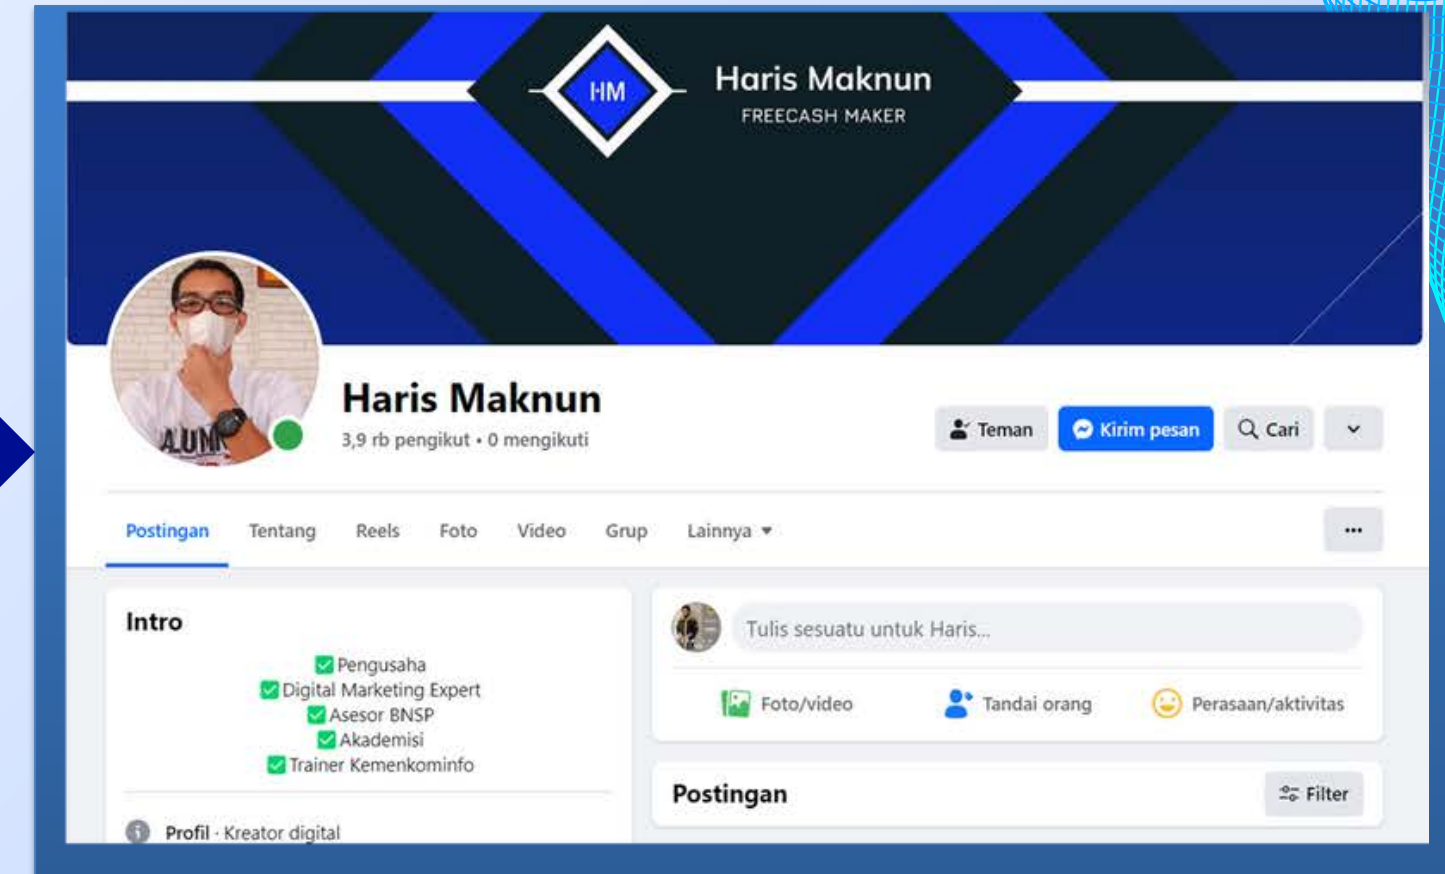 HM
Haris Maknun
FREECASH MAKER
Haris Maknun
3,9 rb pengikut • 0 mengikuti
Teman
Kirim pesan
Cari
Postingan Tentang Reels Foto Video Grup Lainnya
Intro
Pengusaha
Digital Marketing Expert
Asesor BNSP
Akademisi
Trainer Kemenkominfo
Profil · Kreator digital
Tulis sesuatu untuk Haris...
Foto/video Tandai orang Perasaan/aktivitas
Postingan
Filter